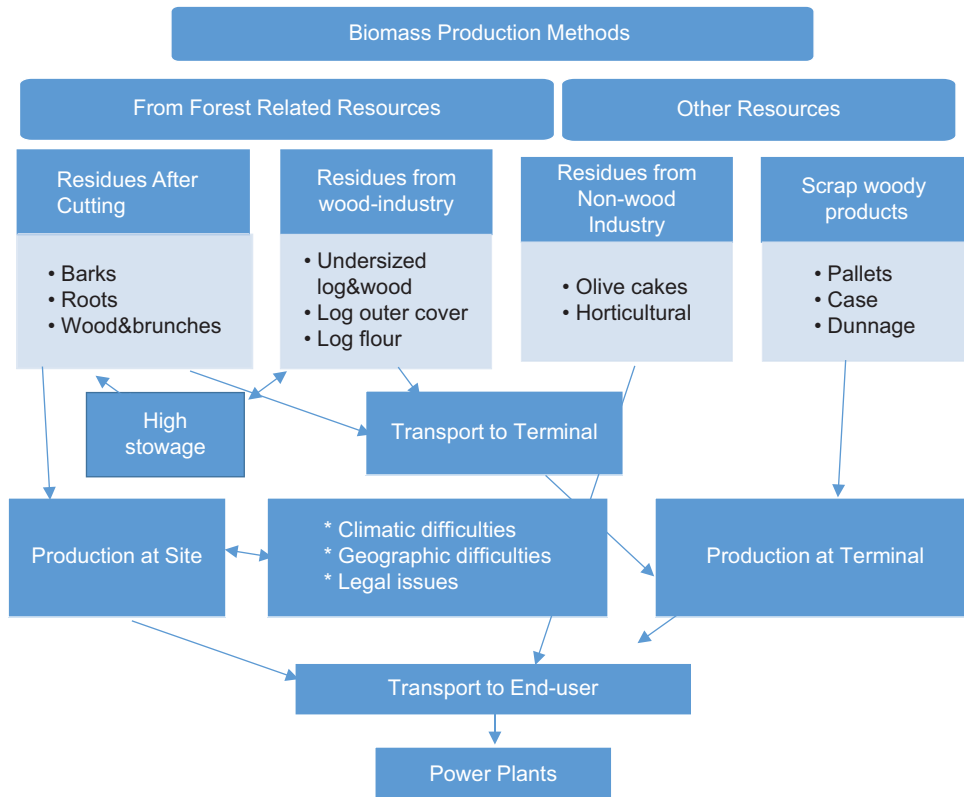 Biomass Production Methods
From Forest Related Resources
Other Resources
Residues After
Cutting
• Barks
• Roots
• Wood&brunches
Residues from
wood-industry
• Undersized
log&wood
• Log outer cover
• Log flour
Residues from
Non-wood
Industry
• Olive cakes
• Horticultural
Scrap woody
products
• Pallets
• Case
• Dunnage
High
stowage
Transport to Terminal
Production at Site
* Climatic difficulties
* Geographic difficulties
* Legal issues
Production at Terminal
Transport to End-user
Power Plants